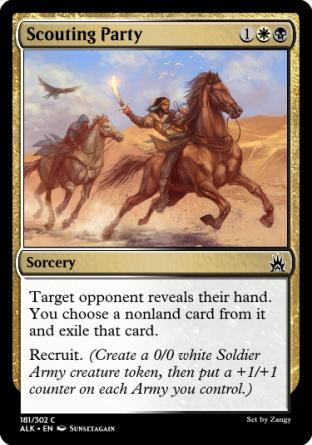 Scouting Party 1
Sorcery
Target opponent reveals their hand.
You choose a nonland card from it
and exile that card.
Recruit. (Create a 0/0 white Soldier
Army creature token, then put a +1/+1
counter on each Army you control.)
181/302 C
ALK • EN SUNSETAGAIN
Set by Zangy